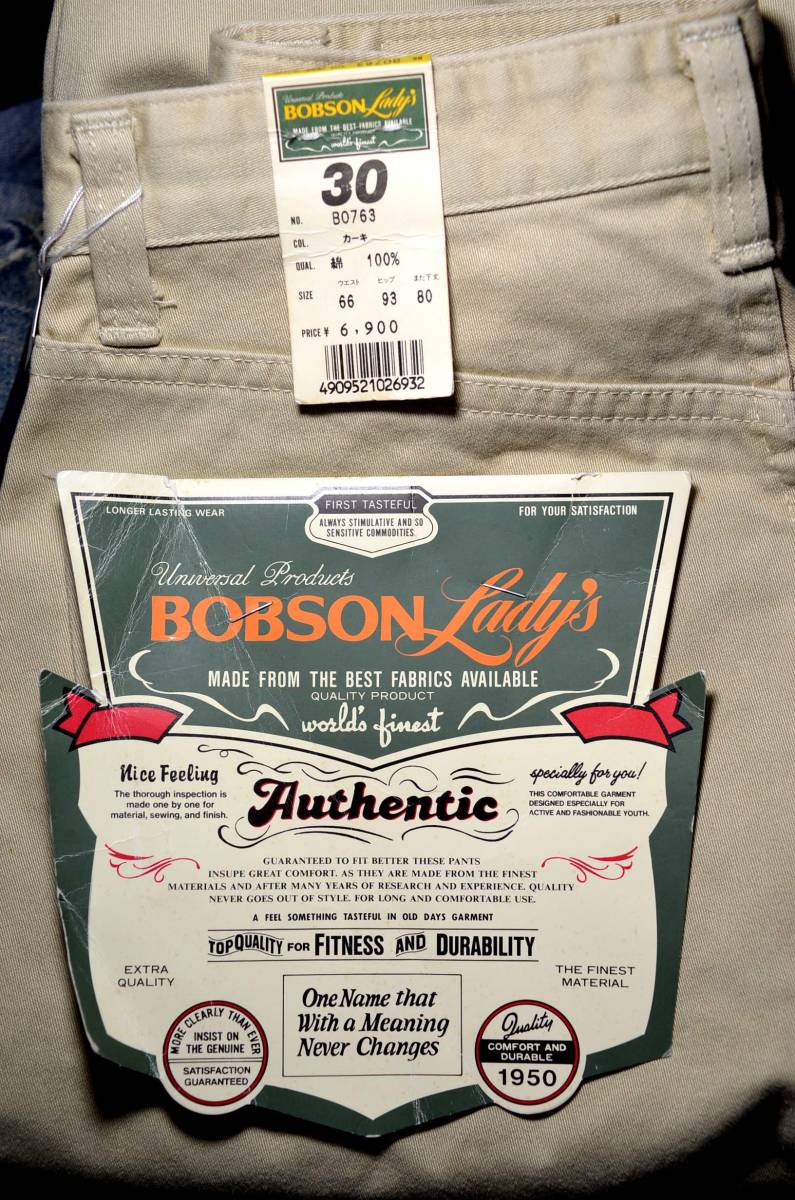 Universal Products
BOBSON Lady's
MADE FROM THE BEST FABRICS AVAILABLE
world's finest
30
NO. BO763
COL. カーキ
QUAL. 綿 100%
ウエスト ヒップ また下丈
SIZE 66 93 80
PRICE ¥ 6,900
4909521026932
LONGER LASTING WEAR
FIRST TASTEFUL
FOR YOUR SATISFACTION
ALWAYS STIMULATIVE AND SO
SENSITIVE COMMODITIES.
Universal Products
BOBSON Lady's
MADE FROM THE BEST FABRICS AVAILABLE
QUALITY PRODUCT
world's finest
Nice Feeling
The thorough inspection is
made one by one for
material, sewing, and finish.
Authentic
specially for you!
THIS COMFORTABLE GARMENT
DESIGNED ESPECIALLY FOR
ACTIVE AND FASHIONABLE YOUTH.
GUARANTEED TO FIT BETTER THESE PANTS
INSUPE GREAT COMFORT. AS THEY ARE MADE FROM THE FINEST
MATERIALS AND AFTER MANY YEARS OF RESEARCH AND EXPERIENCE. QUALITY
NEVER GOES OUT OF STYLE. FOR LONG AND COMFORTABLE USE.
A FEEL SOMETHING TASTEFUL IN OLD DAYS GARMENT
TOP QUALITY FOR FITNESS AND DURABILITY
EXTRA
QUALITY
THE FINEST
MATERIAL
One Name that
With a Meaning
Never Changes
MORE CLEARLY THAN EVER
INSIST ON
THE GENUINE
SATISFACTION
GUARANTEED
Quality
COMFORT AND
DURABLE
1950